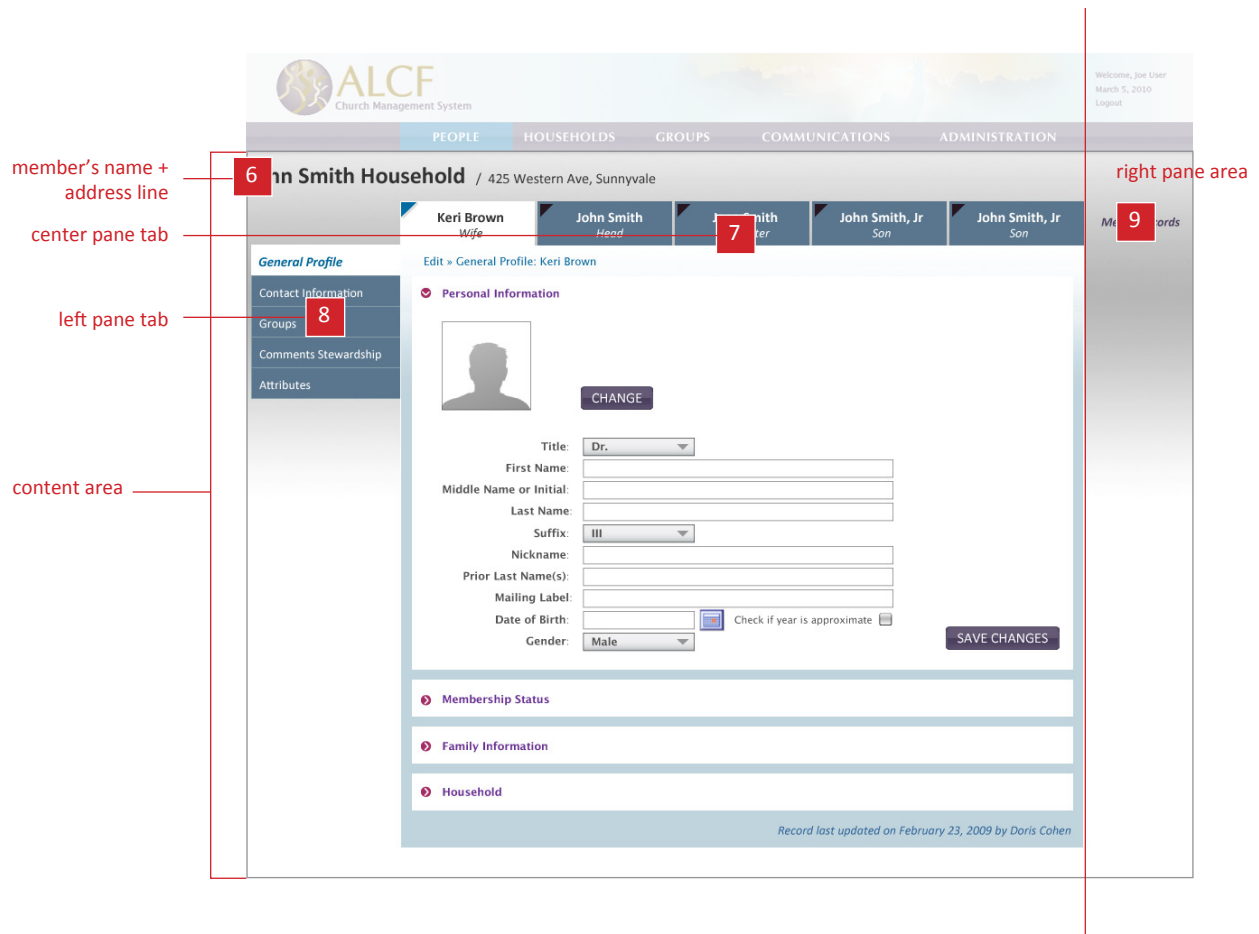 ALCF
Church Management System
Welcome, Joe User
March 5, 2010
Logout
PEOPLE HOUSEHOLDS GROUPS COMMUNICATIONS ADMINISTRATION
member's name +
address line
6
hn Smith Household / 425 Western Ave, Sunnyvale
right pane area
9
center pane tab
Keri Brown
Wife
John Smith
Head
7
John Smith, Jr
Son
John Smith, Jr
Son
General Profile
Edit » General Profile: Keri Brown
left pane tab
8
Contact Information
Groups
Comments Stewardship
Attributes
Personal Information
CHANGE
content area
Title: Dr.
First Name:
Middle Name or Initial:
Last Name:
Suffix: III
Nickname:
Prior Last Name(s):
Mailing Label:
Date of Birth: Check if year is approximate
Gender: Male
SAVE CHANGES
Membership Status
Family Information
Household
Record last updated on February 23, 2009 by Doris Cohen